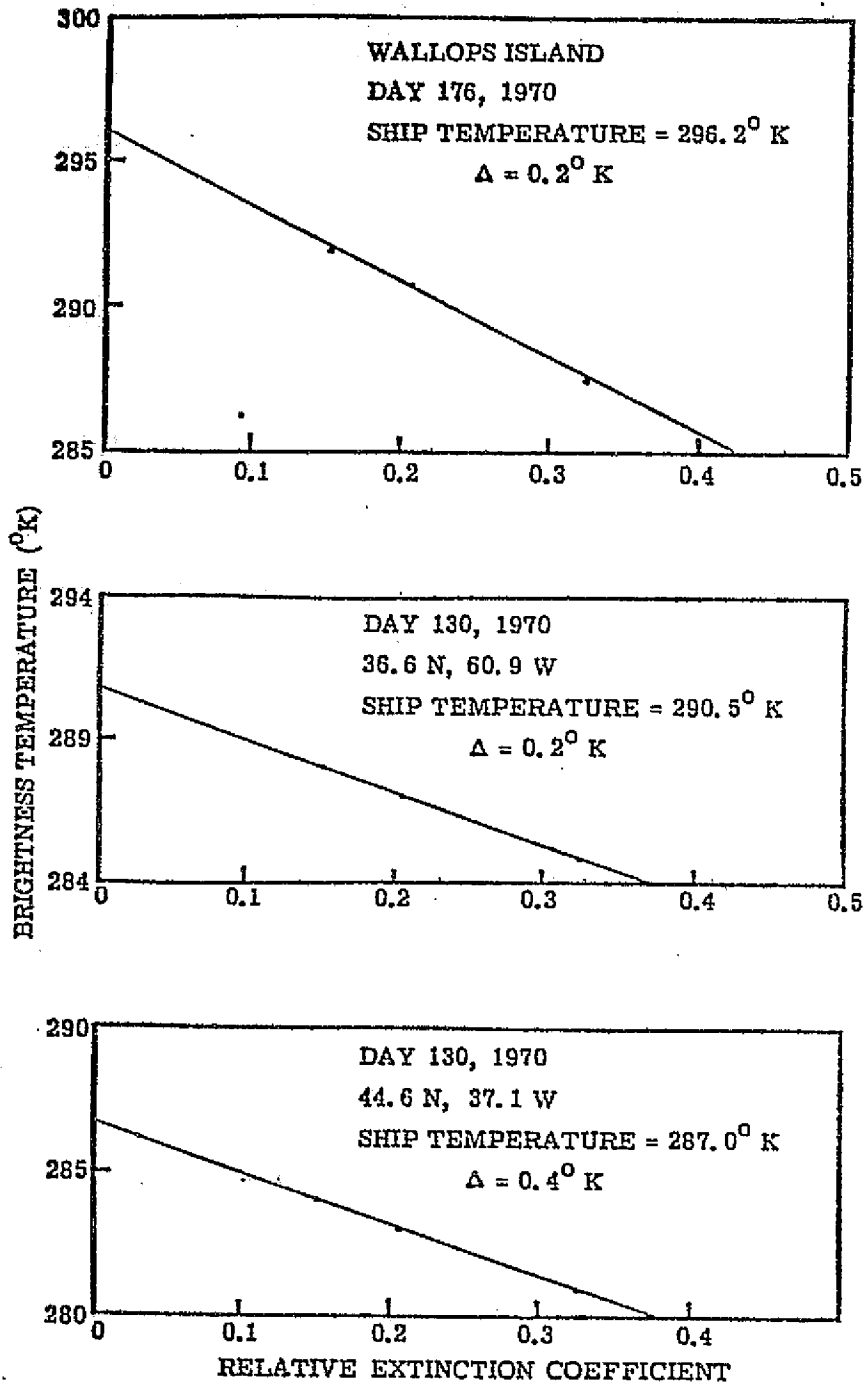 300
WALLOPS ISLAND
DAY 176, 1970
SHIP TEMPERATURE = 296.2° K
Δ = 0.2° K
295
290
285
0 0.1 0.2 0.3 0.4 0.5
BRIGHTNESS TEMPERATURE (°K)
294
DAY 130, 1970
36.6 N, 60.9 W
SHIP TEMPERATURE = 290.5° K
Δ = 0.2° K
289
284
0 0.1 0.2 0.3 0.4 0.5
290
DAY 130, 1970
44.6 N, 37.1 W
SHIP TEMPERATURE = 287.0° K
Δ = 0.4° K
285
280
0 0.1 0.2 0.3 0.4
RELATIVE EXTINCTION COEFFICIENT